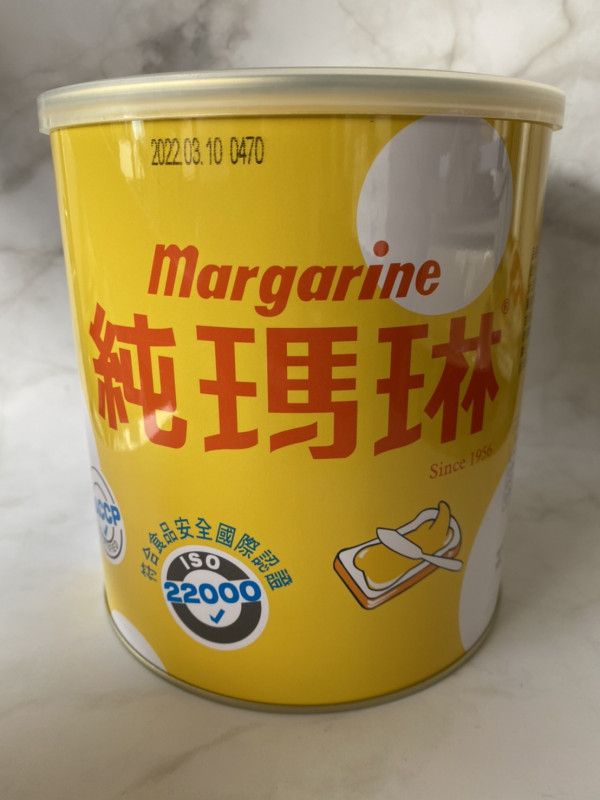 2022.03.10 0470
margarine
純瑪琳®
Since 1956
符合食品安全國際認證
ISO
22000